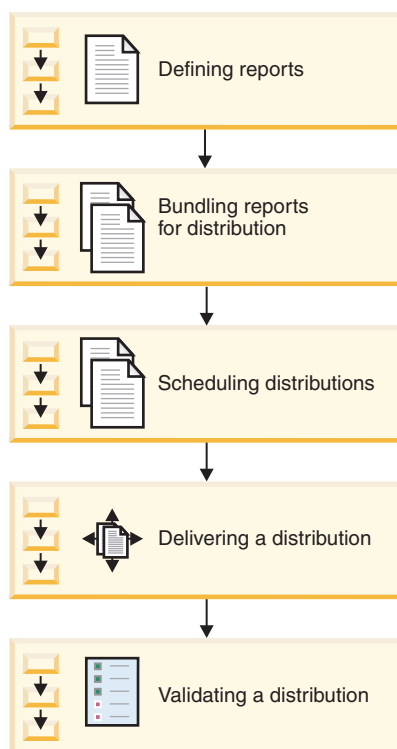 Defining reports
Bundling reports
for distribution
Scheduling distributions
Delivering a distribution
Validating a distribution